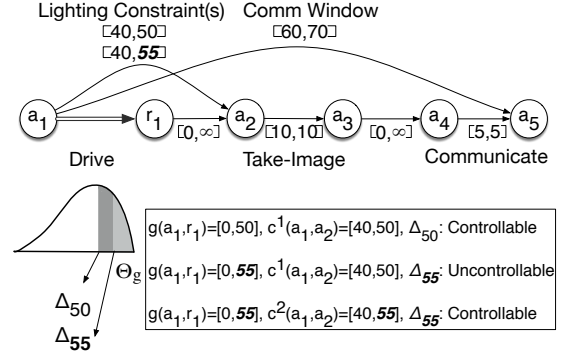 Lighting Constraint(s) Comm Window
[40,50] [60,70]
[40,55]
a1 r1 a2 a3 a4 a5
[0,∞] [10,10] [0,∞] [5,5]
Drive Take-Image Communicate
g(a1,r1)=[0,50], c1(a1,a2)=[40,50], Δ50: Controllable
g(a1,r1)=[0,55], c1(a1,a2)=[40,50], Δ55: Uncontrollable
g(a1,r1)=[0,55], c2(a1,a2)=[40,55], Δ55: Controllable
Θg
Δ50
Δ55